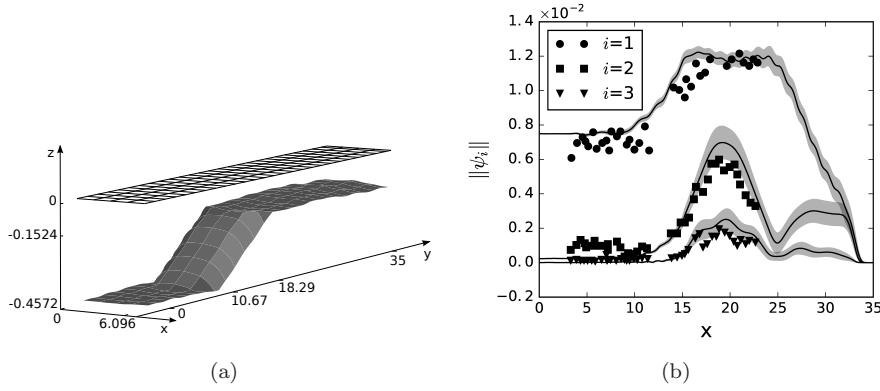 z
0
-0.1524
-0.4572
0
6.096
x
0
10.67
18.29
35
y
(a)
1.4 ×10⁻²
1.2
1.0
0.8
0.6
0.4
0.2
0.0
−0.2
||ψᵢ||
i=1
i=2
i=3
0 5 10 15 20 25 30 35
x
(b)